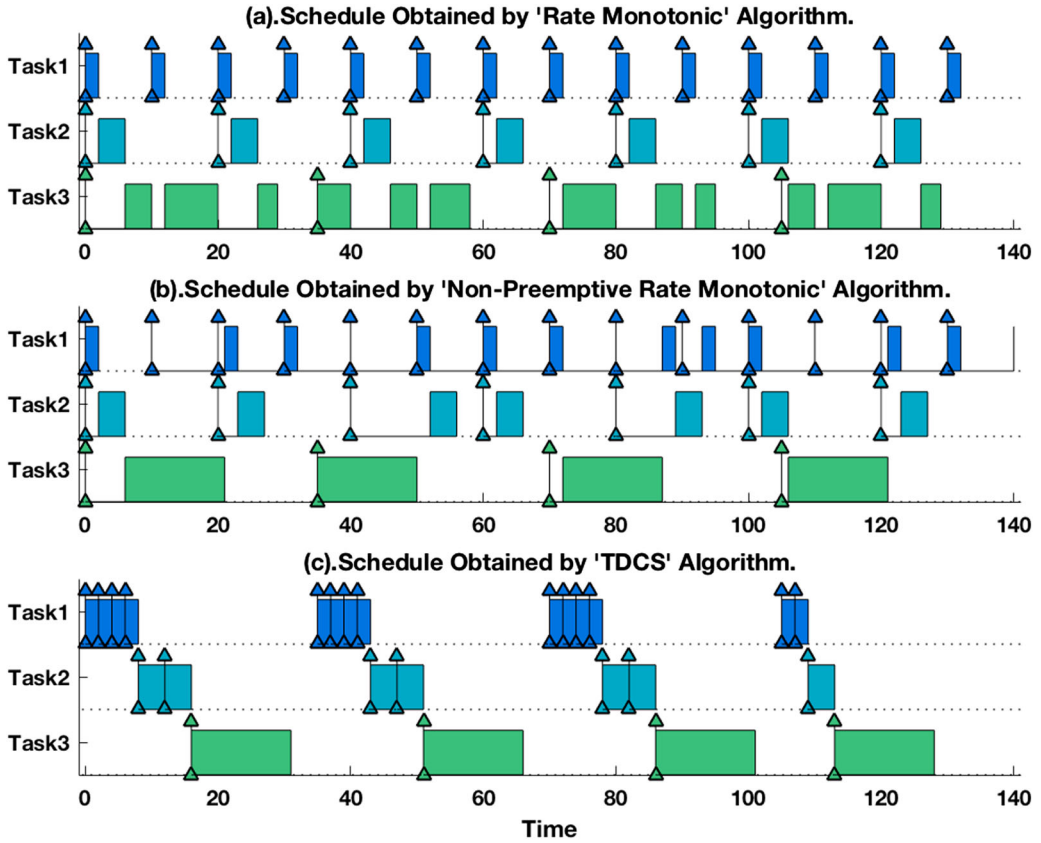 (a).Schedule Obtained by 'Rate Monotonic' Algorithm.
Task1
Task2
Task3
0 20 40 60 80 100 120 140
(b).Schedule Obtained by 'Non-Preemptive Rate Monotonic' Algorithm.
Task1
Task2
Task3
0 20 40 60 80 100 120 140
(c).Schedule Obtained by 'TDCS' Algorithm.
Task1
Task2
Task3
0 20 40 60 80 100 120 140
Time